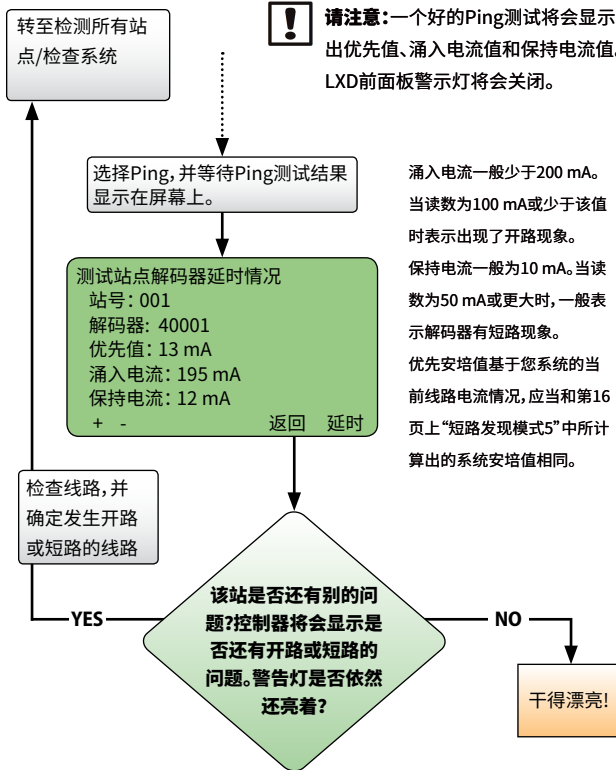 转至检测所有站
点/检查系统
请注意:一个好的Ping测试将会显示
出优先值、涌入电流值和保持电流值。
LXD前面板警示灯将会关闭。
选择Ping,并等待Ping测试结果
显示在屏幕上。
涌入电流一般少于200 mA。
当读数为100 mA或少于该值
时表示出现了开路现象。
保持电流一般为10 mA。当读
数为50 mA或更大时,一般表
示解码器有短路现象。
优先安培值基于您系统的当
前线路电流情况,应当和第16
页上“短路发现模式5”中所计
算出的系统安培值相同。
测试站点解码器延时情况
站号: 001
解码器: 40001
优先值: 13 mA
涌入电流: 195 mA
保持电流: 12 mA
+ - 返回 延时
检查线路,并
确定发生开路
或短路的线路
该站是否还有别的问
题?控制器将会显示是
否还有开路或短路的
问题。警告灯是否依然
还亮着?
YES
NO
干得漂亮!